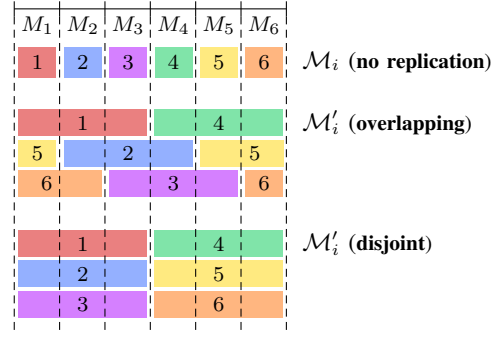 M₁ M₂ M₃ M₄ M₅ M₆
1 2 3 4 5 6 ℳᵢ (no replication)
1 4 ℳ′ᵢ (overlapping)
5 2 5
6 3 6
1 4 ℳ′ᵢ (disjoint)
2 5
3 6